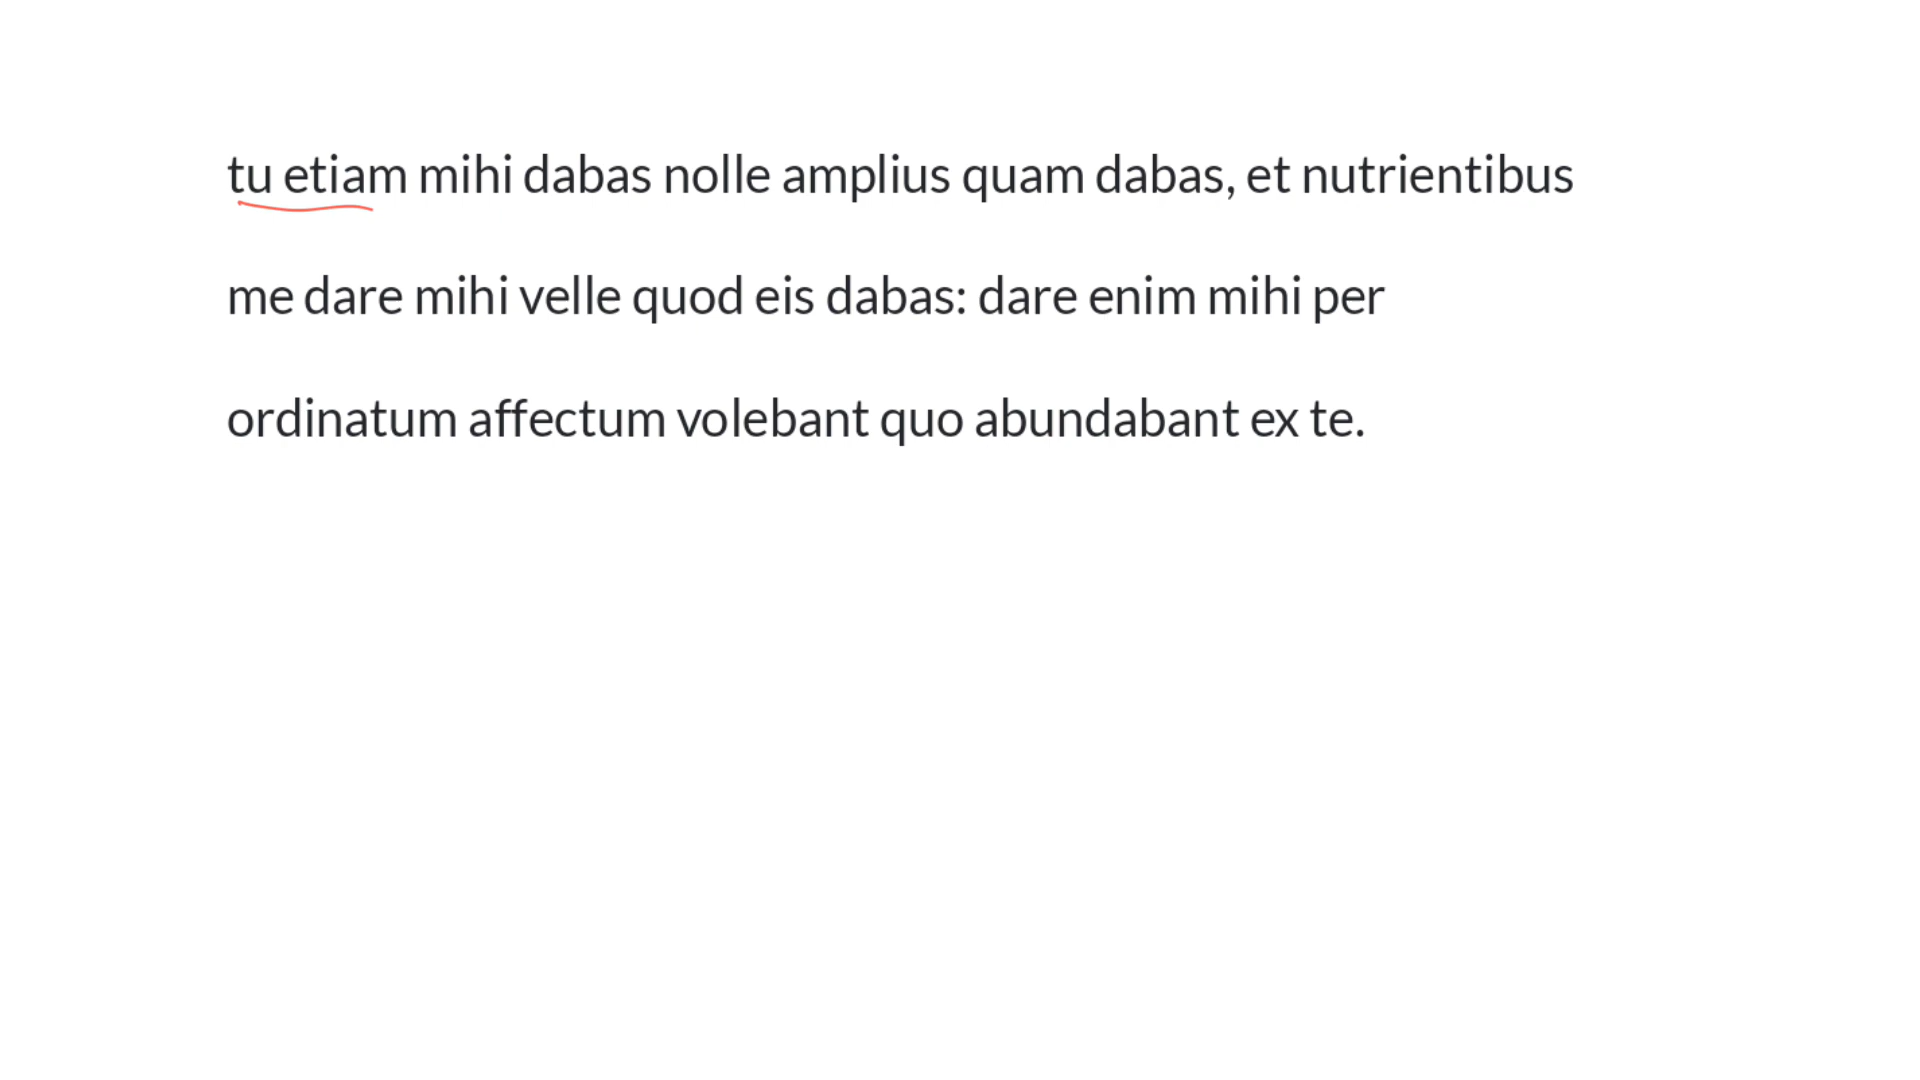 tu etiam mihi dabas nolle amplius quam dabas, et nutrientibus
me dare mihi velle quod eis dabas: dare enim mihi per
ordinatum affectum volebant quo abundabant ex te.